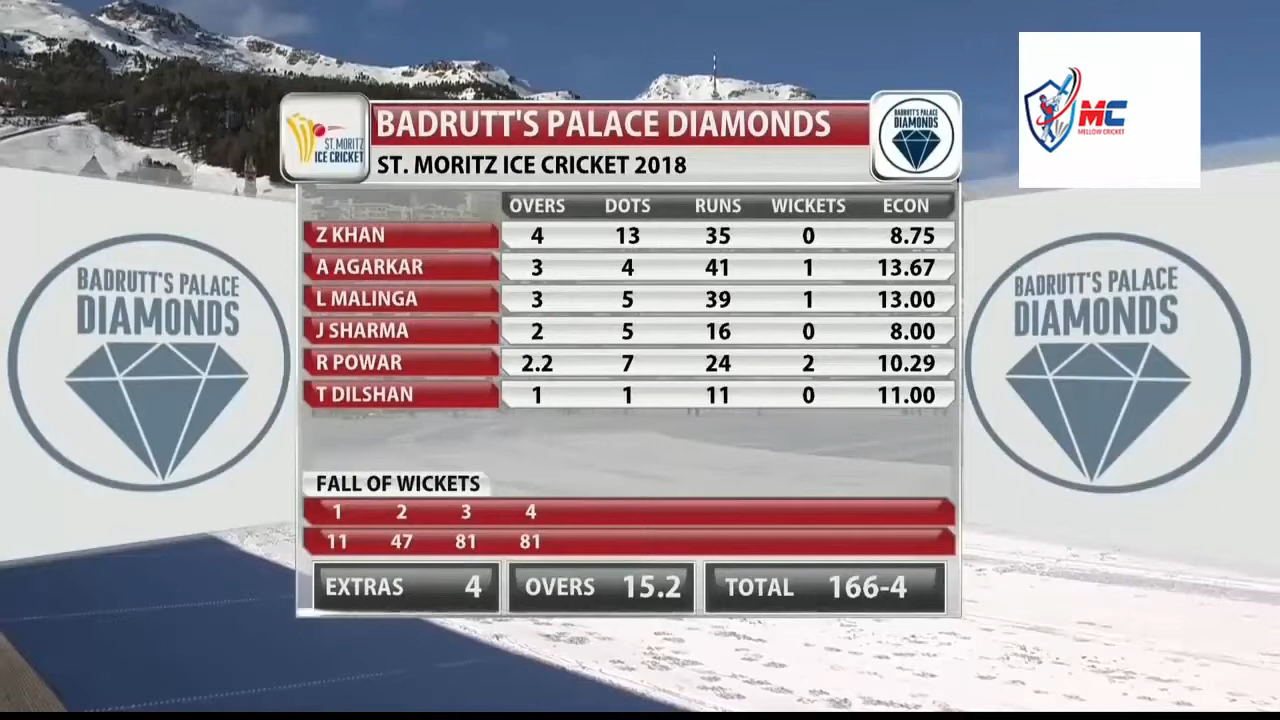 BADRUTT'S PALACE DIAMONDS
ST. MORITZ ICE CRICKET 2018
ST. MORITZ
ICE CRICKET
BADRUTT'S PALACE
DIAMONDS
MC
MELLOW CRICKET
OVERS DOTS RUNS WICKETS ECON
Z KHAN 4 13 35 0 8.75
A AGARKAR 3 4 41 1 13.67
L MALINGA 3 5 39 1 13.00
J SHARMA 2 5 16 0 8.00
R POWAR 2.2 7 24 2 10.29
T DILSHAN 1 1 11 0 11.00
FALL OF WICKETS
1 2 3 4
11 47 81 81
EXTRAS 4 OVERS 15.2 TOTAL 166-4
BADRUTT'S PALACE
DIAMONDS
BADRUTT'S PALACE
DIAMONDS